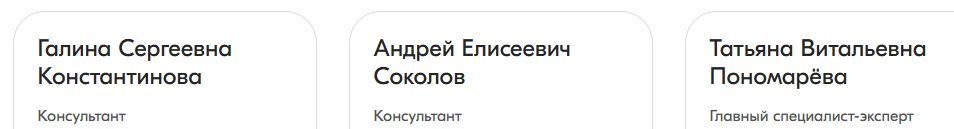 Галина Сергеевна
Константинова
Консультант
Андрей Елисеевич
Соколов
Консультант
Татьяна Витальевна
Пономарёва
Главный специалист-эксперт